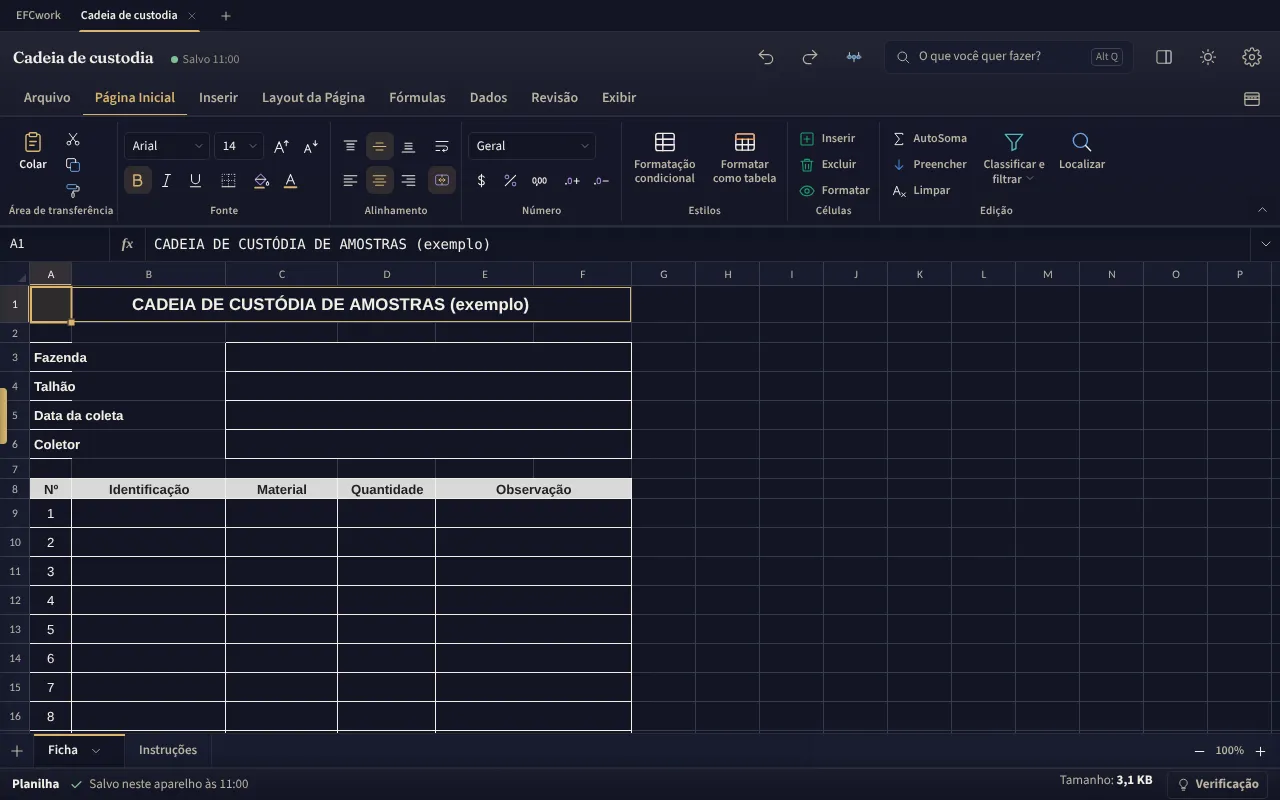 EFCwork
Cadeia de custodia
Cadeia de custodia
Salvo 11:00
O que você quer fazer?
Alt Q
Arquivo
Página Inicial
Inserir
Layout da Página
Fórmulas
Dados
Revisão
Exibir
Colar
Área de transferência
Arial
14
Fonte
Alinhamento
Geral
Número
Formatação condicional
Formatar como tabela
Estilos
Inserir
Excluir
Formatar
Células
AutoSoma
Preencher
Limpar
Classificar e filtrar
Localizar
Edição
A1
fx
CADEIA DE CUSTÓDIA DE AMOSTRAS (exemplo)
A B C D E F G H I J K L M N O P
1 CADEIA DE CUSTÓDIA DE AMOSTRAS (exemplo)
2
3 Fazenda
4 Talhão
5 Data da coleta
6 Coletor
7
8 Nº Identificação Material Quantidade Observação
9 1
10 2
11 3
12 4
13 5
14 6
15 7
16 8
Ficha
Instruções
100%
Planilha
Salvo neste aparelho às 11:00
Tamanho: 3,1 KB
Verificação